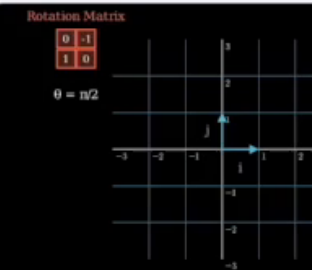 Rotation Matrix
0 -1
1 0
θ = π/2
3
2
1
j
-3 -2 -1 1 2
i
-1
-2
-3